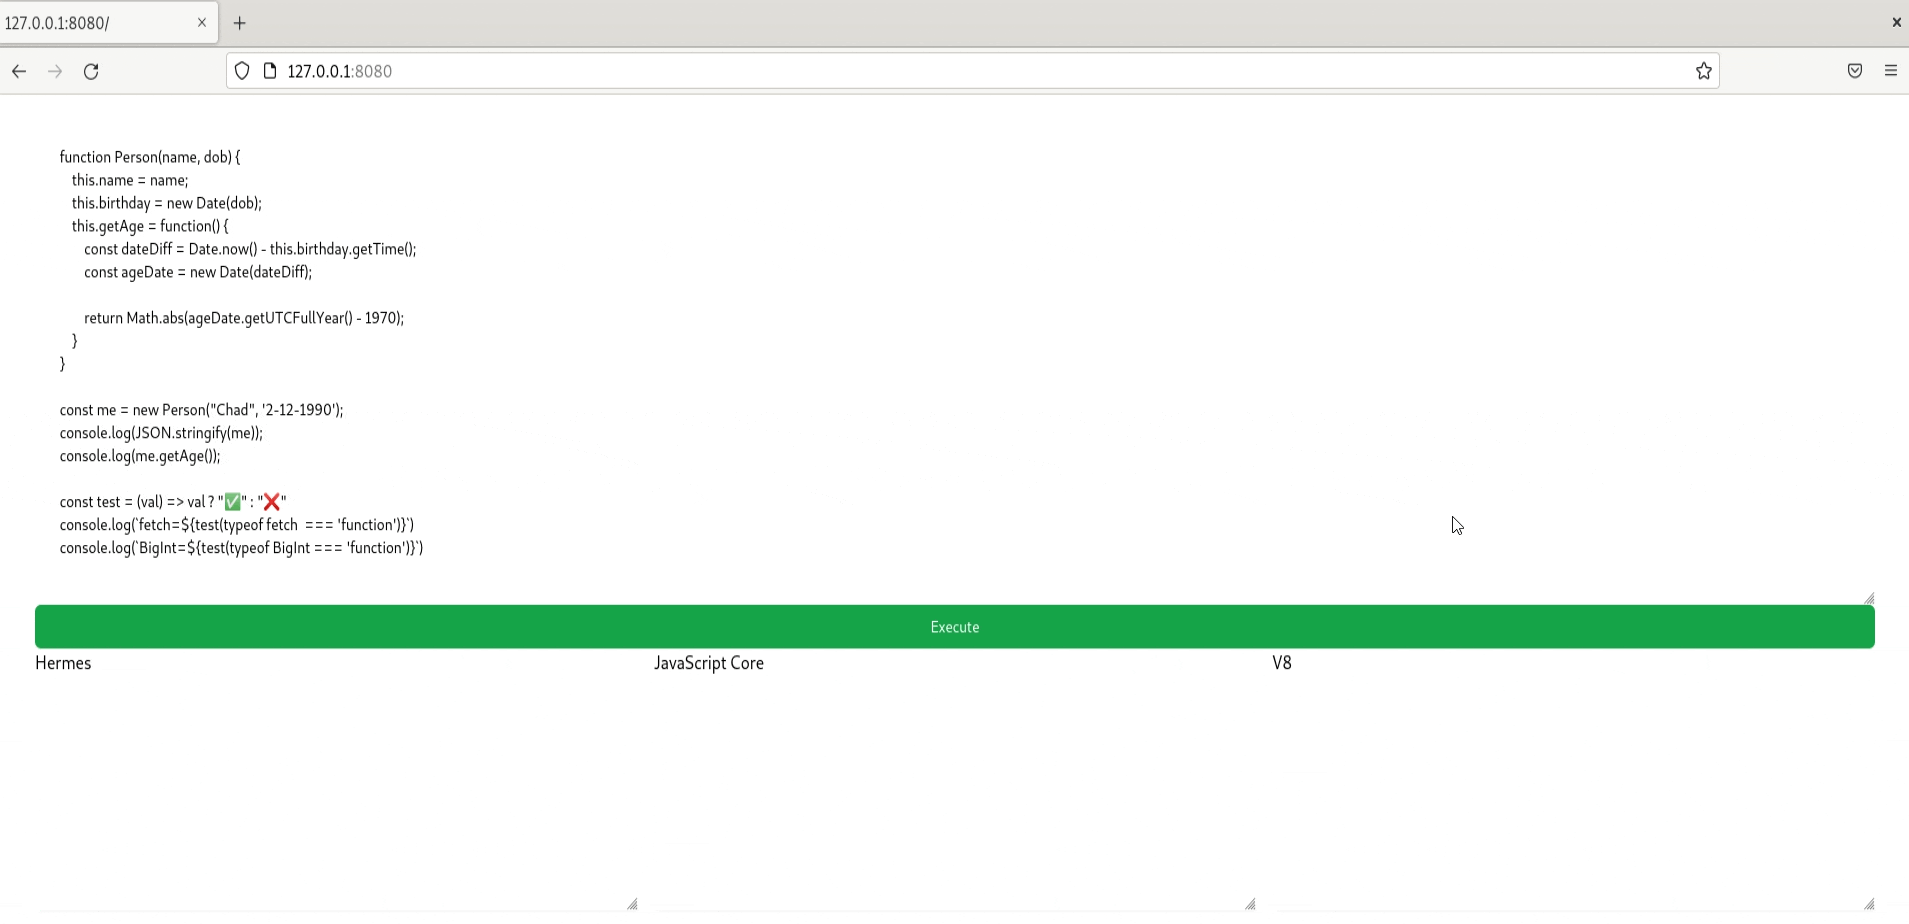 127.0.0.1:8080/
127.0.0.1:8080
function Person(name, dob) {
    this.name = name;
    this.birthday = new Date(dob);
    this.getAge = function() {
        const dateDiff = Date.now() - this.birthday.getTime();
        const ageDate = new Date(dateDiff);

        return Math.abs(ageDate.getUTCFullYear() - 1970);
    }
}

const me = new Person("Chad", '2-12-1990');
console.log(JSON.stringify(me));
console.log(me.getAge());

const test = (val) => val ? "✅" : "❌"
console.log(`fetch=${test(typeof fetch  === 'function')}`)
console.log(`BigInt=${test(typeof BigInt === 'function')}`)
Execute
Hermes
JavaScript Core
V8